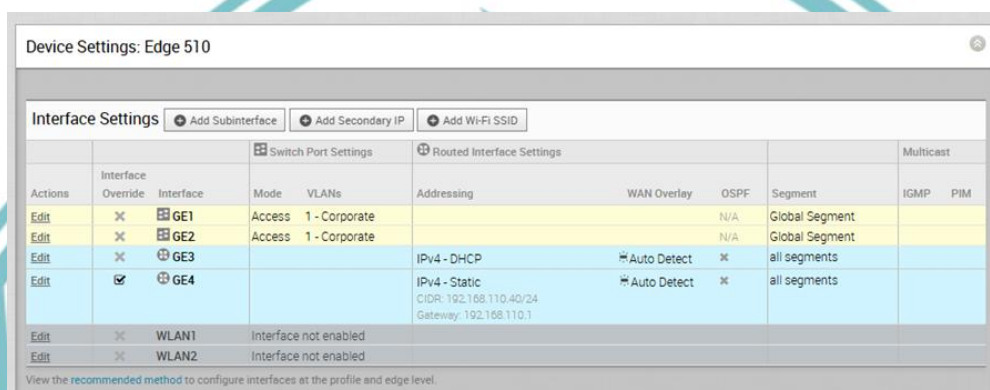 Device Settings: Edge 510
Interface Settings Add Subinterface Add Secondary IP Add Wi-Fi SSID
Switch Port Settings Routed Interface Settings Multicast
Actions Interface Override Interface Mode VLANs Addressing WAN Overlay OSPF Segment IGMP PIM
Edit GE1 Access 1 - Corporate N/A Global Segment
Edit GE2 Access 1 - Corporate N/A Global Segment
Edit GE3 IPv4 - DHCP Auto Detect all segments
Edit GE4 IPv4 - Static Auto Detect all segments
CIDR: 192.168.110.40/24
Gateway: 192.168.110.1
Edit WLAN1 Interface not enabled
Edit WLAN2 Interface not enabled
View the recommended method to configure interfaces at the profile and edge level.